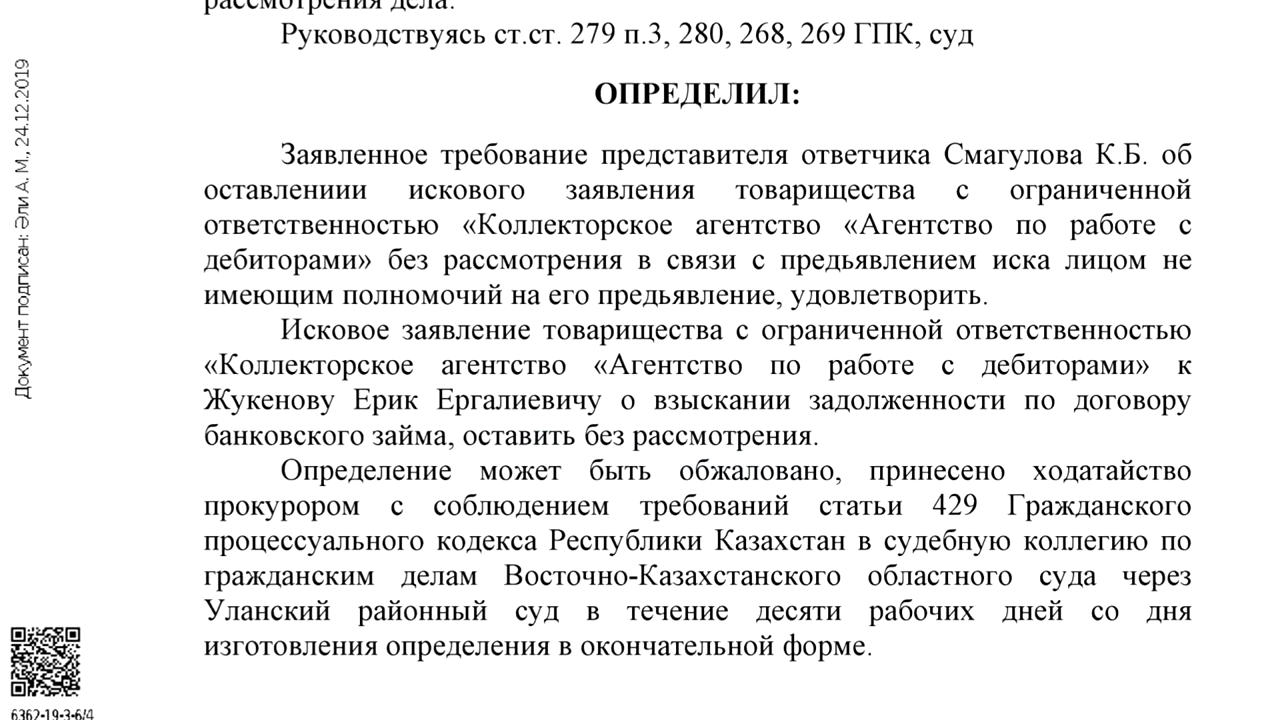 рассмотрения дела.
Руководствуясь ст.ст. 279 п.3, 280, 268, 269 ГПК, суд
ОПРЕДЕЛИЛ:
Заявленное требование представителя ответчика Смагулова К.Б. об
оставлениии искового заявления товарищества с ограниченной
ответственностью «Коллекторское агентство «Агентство по работе с
дебиторами» без рассмотрения в связи с предьявлением иска лицом не
имеющим полномочий на его предьявление, удовлетворить.
Исковое заявление товарищества с ограниченной ответственностью
«Коллекторское агентство «Агентство по работе с дебиторами» к
Жукенову Ерик Ергалиевичу о взыскании задолженности по договору
банковского займа, оставить без рассмотрения.
Определение может быть обжаловано, принесено ходатайство
прокурором с соблюдением требований статьи 429 Гражданского
процессуального кодекса Республики Казахстан в судебную коллегию по
гражданским делам Восточно-Казахстанского областного суда через
Уланский районный суд в течение десяти рабочих дней со дня
изготовления определения в окончательной форме.
Документ подписан: Әли А. М., 24.12.2019
6362-19-3-6/4